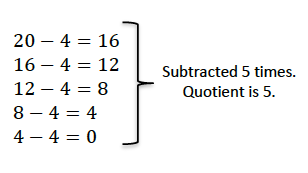 20 − 4 = 16
16 − 4 = 12
12 − 4 = 8
8 − 4 = 4
4 − 4 = 0
Subtracted 5 times.
Quotient is 5.